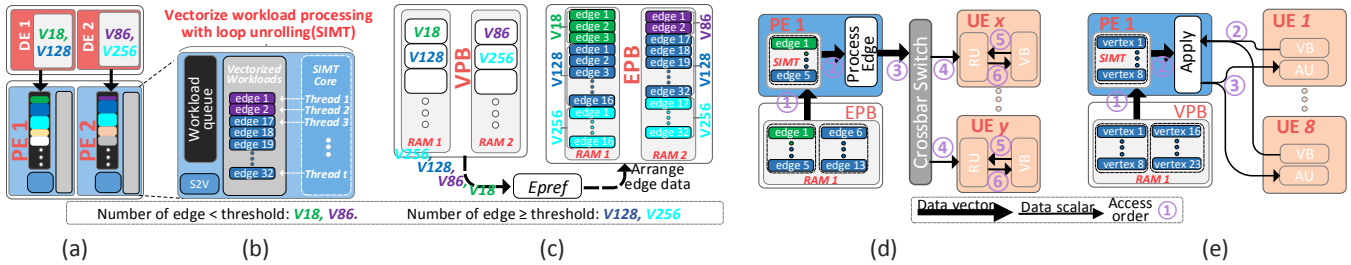 DE 1
V18,
V128
DE 2
V86,
V256
PE 1
PE 2
(a)
Vectorize workload processing
with loop unrolling(SIMT)
Workload
queue
S2V
Vectorized
Workloads
edge 1
edge 2
edge 17
edge 18
edge 19
edge 32
SIMT
Core
Thread 1
Thread 2
Thread 3
Thread t
(b)
V18
V128
RAM 1
VPB
V86
V256
RAM 2
V256,
V128,
V86,
V18
Epref
Arrange
edge data
V18
V128
V256
edge 1
edge 2
edge 3
edge 1
edge 2
edge 3
edge 16
edge 1
edge 16
RAM 1
EPB
edge 1
edge 2
edge 17
edge 18
edge 19
edge 32
edge 17
edge 32
RAM 2
V86
V128
V256
Number of edge < threshold: V18, V86.
Number of edge ≥ threshold: V128, V256
(c)
PE 1
edge 1
SIMT
edge 5
②
Process
Edge
①
EPB
edge 1
edge 5
edge 6
edge 13
RAM 1
③
Crossbar Switch
④
UE x
RU
⑤
⑥
VB
④
UE y
RU
⑤
⑥
VB
(d)
PE 1
vertex 1
SIMT
vertex 8
Apply
①
VPB
vertex 1
vertex 8
vertex 16
vertex 23
RAM 1
②
③
UE 1
VB
AU
UE 8
VB
AU
Data vector
Data scalar
Access
order
①
(e)